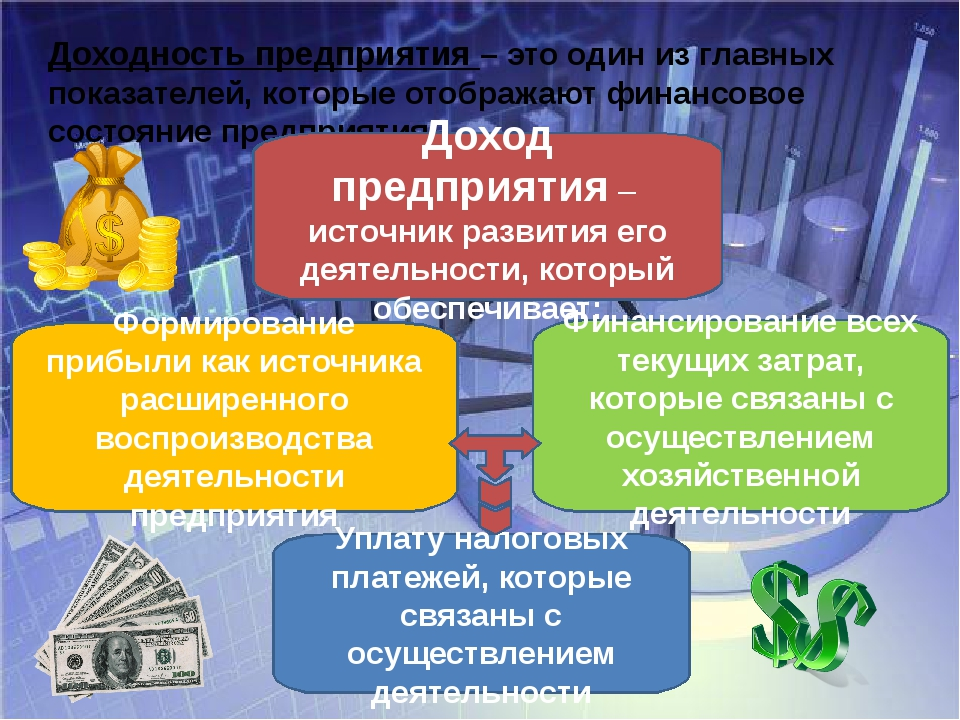 Доходность предприятия – это один из главных
показателей, которые отображают финансовое
состояние предприятия
Доход
предприятия –
источник развития его
деятельности, который
обеспечивает:
Формирование
прибыли как источника
расширенного
воспроизводства
деятельности
предприятия
Финансирование всех
текущих затрат,
которые связаны с
осуществлением
хозяйственной
деятельности
Уплату налоговых
платежей, которые
связаны с
осуществлением
деятельности